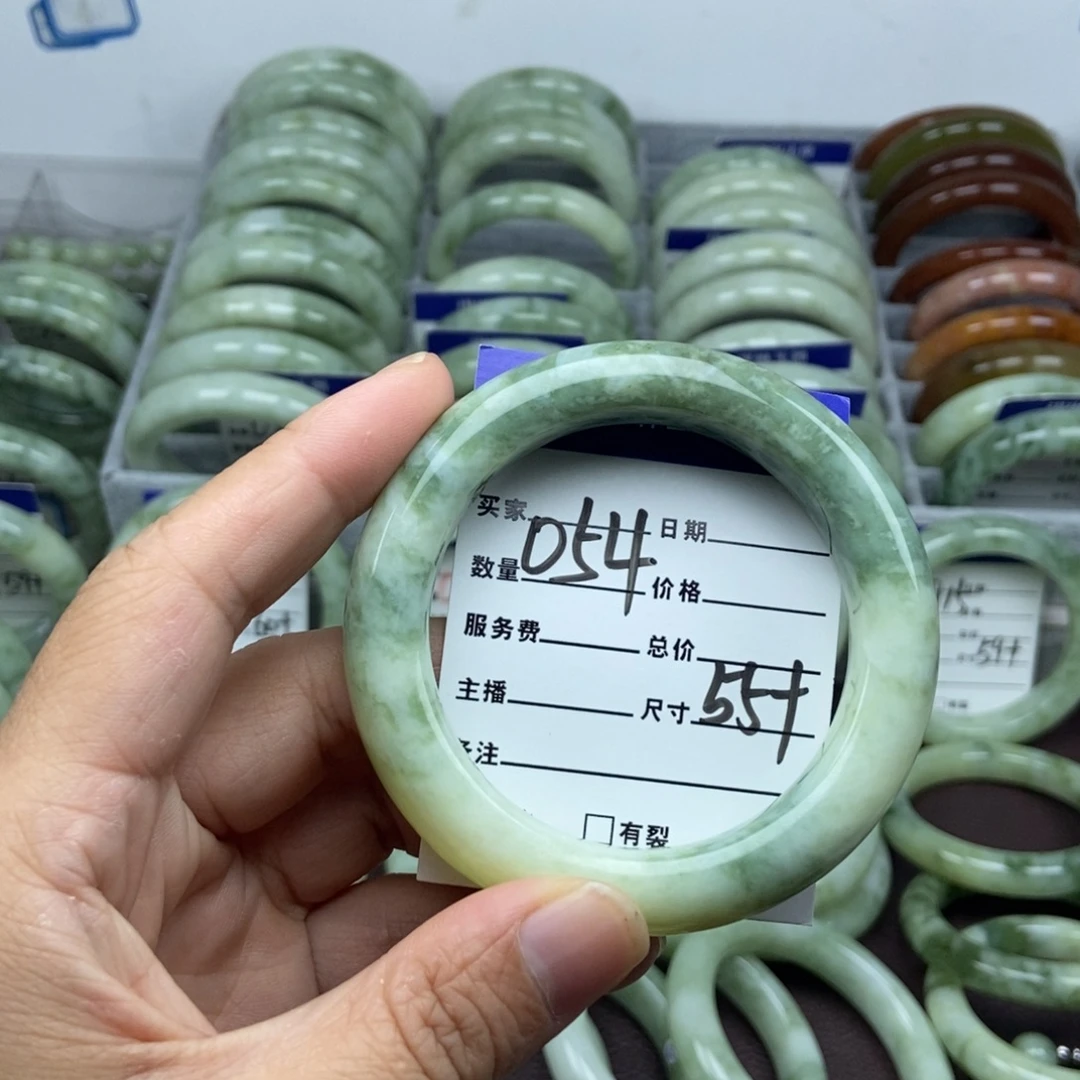 买家 054 日期
数量 价格
服务费 总价
主播 尺寸 55+
注
□有裂
59+